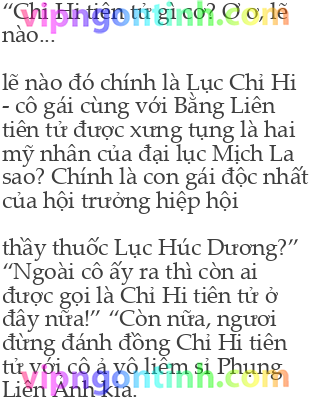 “Chỉ Hi tiên tử gì cơ? Ơ ơ, lẽ
nào...
lẽ nào đó chính là Lục Chỉ Hi
- cô gái cùng với Bằng Liên
tiên tử được xưng tụng là hai
mỹ nhân của đại lục Mịch La
sao? Chính là con gái độc nhất
của hội trưởng hiệp hội
thầy thuốc Lục Húc Dương?”
“Ngoài cô ấy ra thì còn ai
được gọi là Chỉ Hi tiên tử ở
đây nữa!” “Còn nữa, ngươi
đừng đánh đồng Chỉ Hi tiên
tử với cô ả vô liêm sỉ Phụng
Liên Ảnh kia.
vipngontinh.com
vipngontinh.com